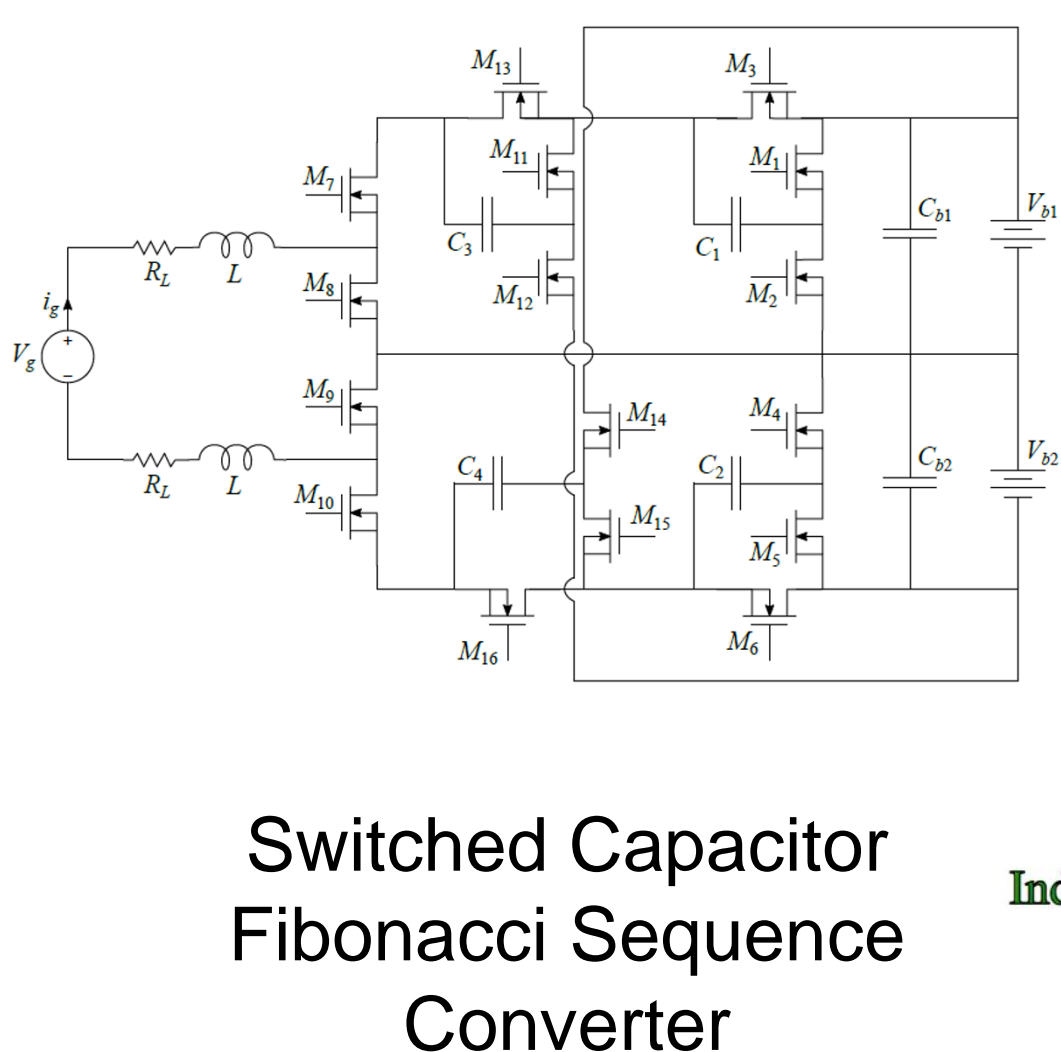 M13
M3
M11
M1
M7
Cb1
Vb1
C3
C1
RL
L
M8
M12
M2
ig
+
Vg
−
M9
M14
M4
C4
C2
Cb2
Vb2
RL
L
M10
M15
M5
M16
M6
Switched Capacitor
Ind
Fibonacci Sequence
Converter